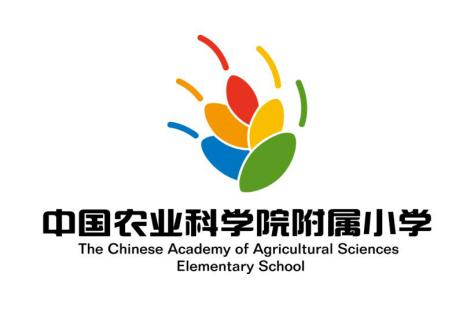 中国农业科学院附属小学
The Chinese Academy of Agricultural Sciences
Elementary School